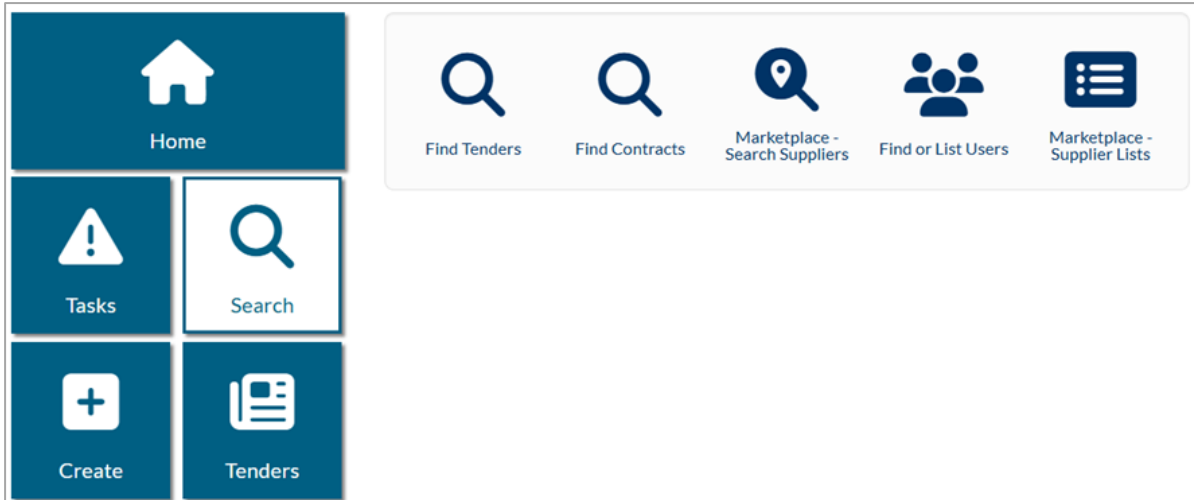 Home
Tasks
Search
Create
Tenders
Find Tenders
Find Contracts
Marketplace -
Search Suppliers
Find or List Users
Marketplace -
Supplier Lists